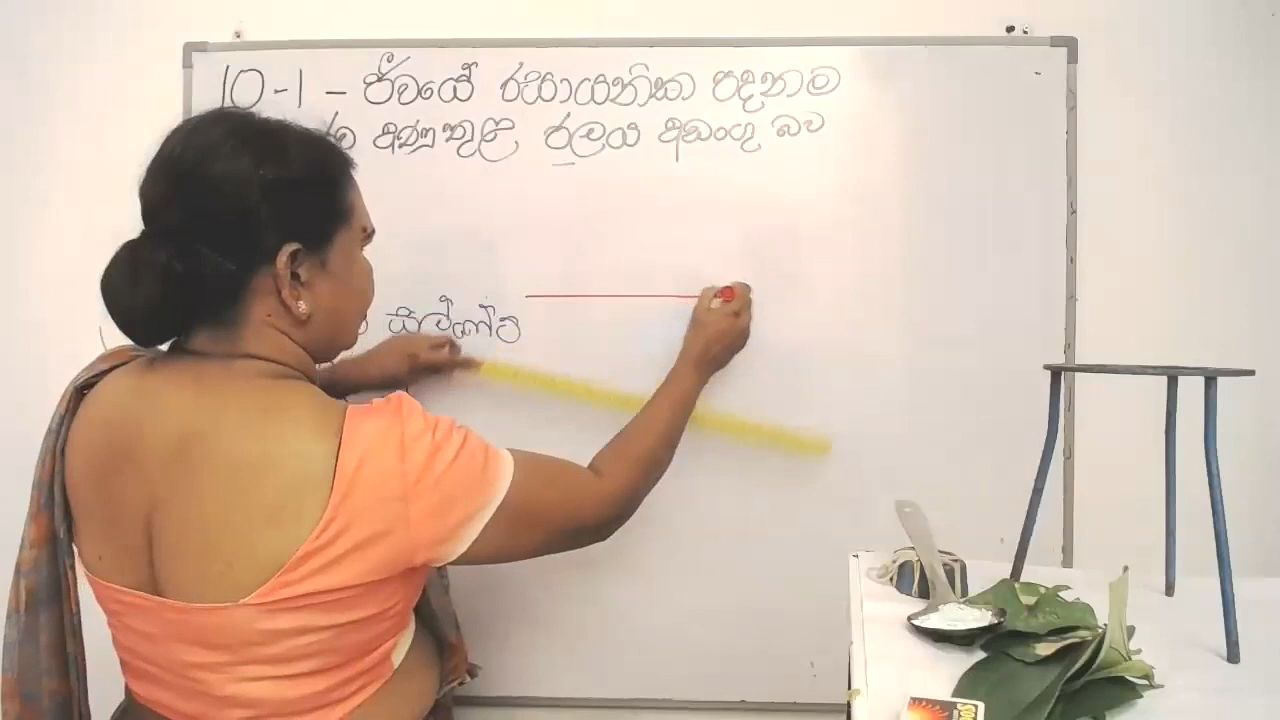 10-1 – ජීවයේ රසායනික පදනම
අණු තුළ ජලය අඩංගු බව